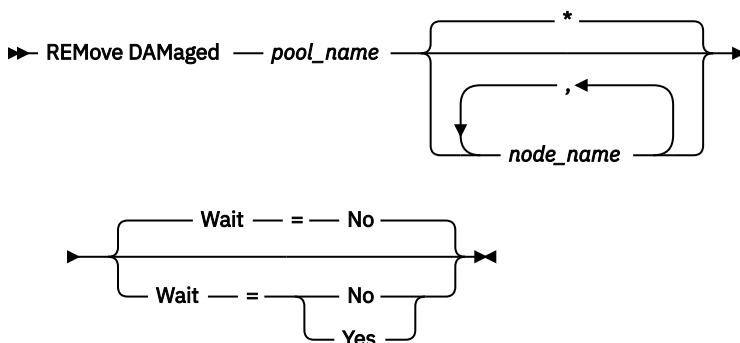 *
REMove DAMaged pool_name
,
node_name
Wait = No
Wait = No
Yes